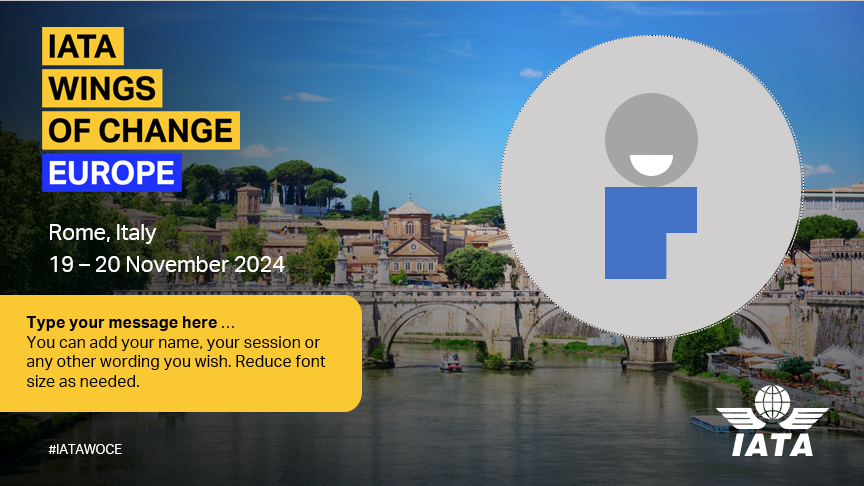 IATA
WINGS
OF CHANGE
EUROPE
Rome, Italy
19 – 20 November 2024
Type your message here …
You can add your name, your session or
any other wording you wish. Reduce font
size as needed.
#IATAWOCE
IATA